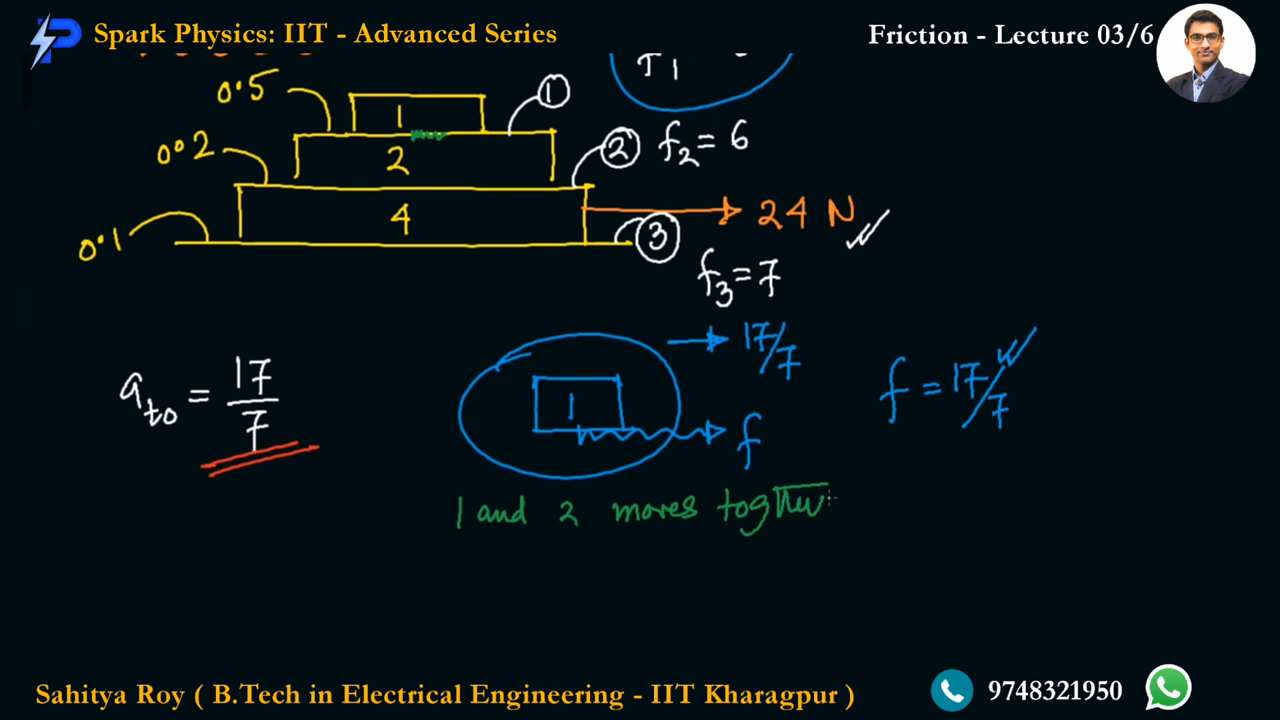 Spark Physics: IIT - Advanced Series
Friction - Lecture 03/6
0.5
1
①
0.2
2
②
f₂ = 6
4
24 N
0.1
③
f₃ = 7
a_to = 17/7
1
17/7
f
f = 17/7
1 and 2 moves together
Sahitya Roy ( B.Tech in Electrical Engineering - IIT Kharagpur )
9748321950